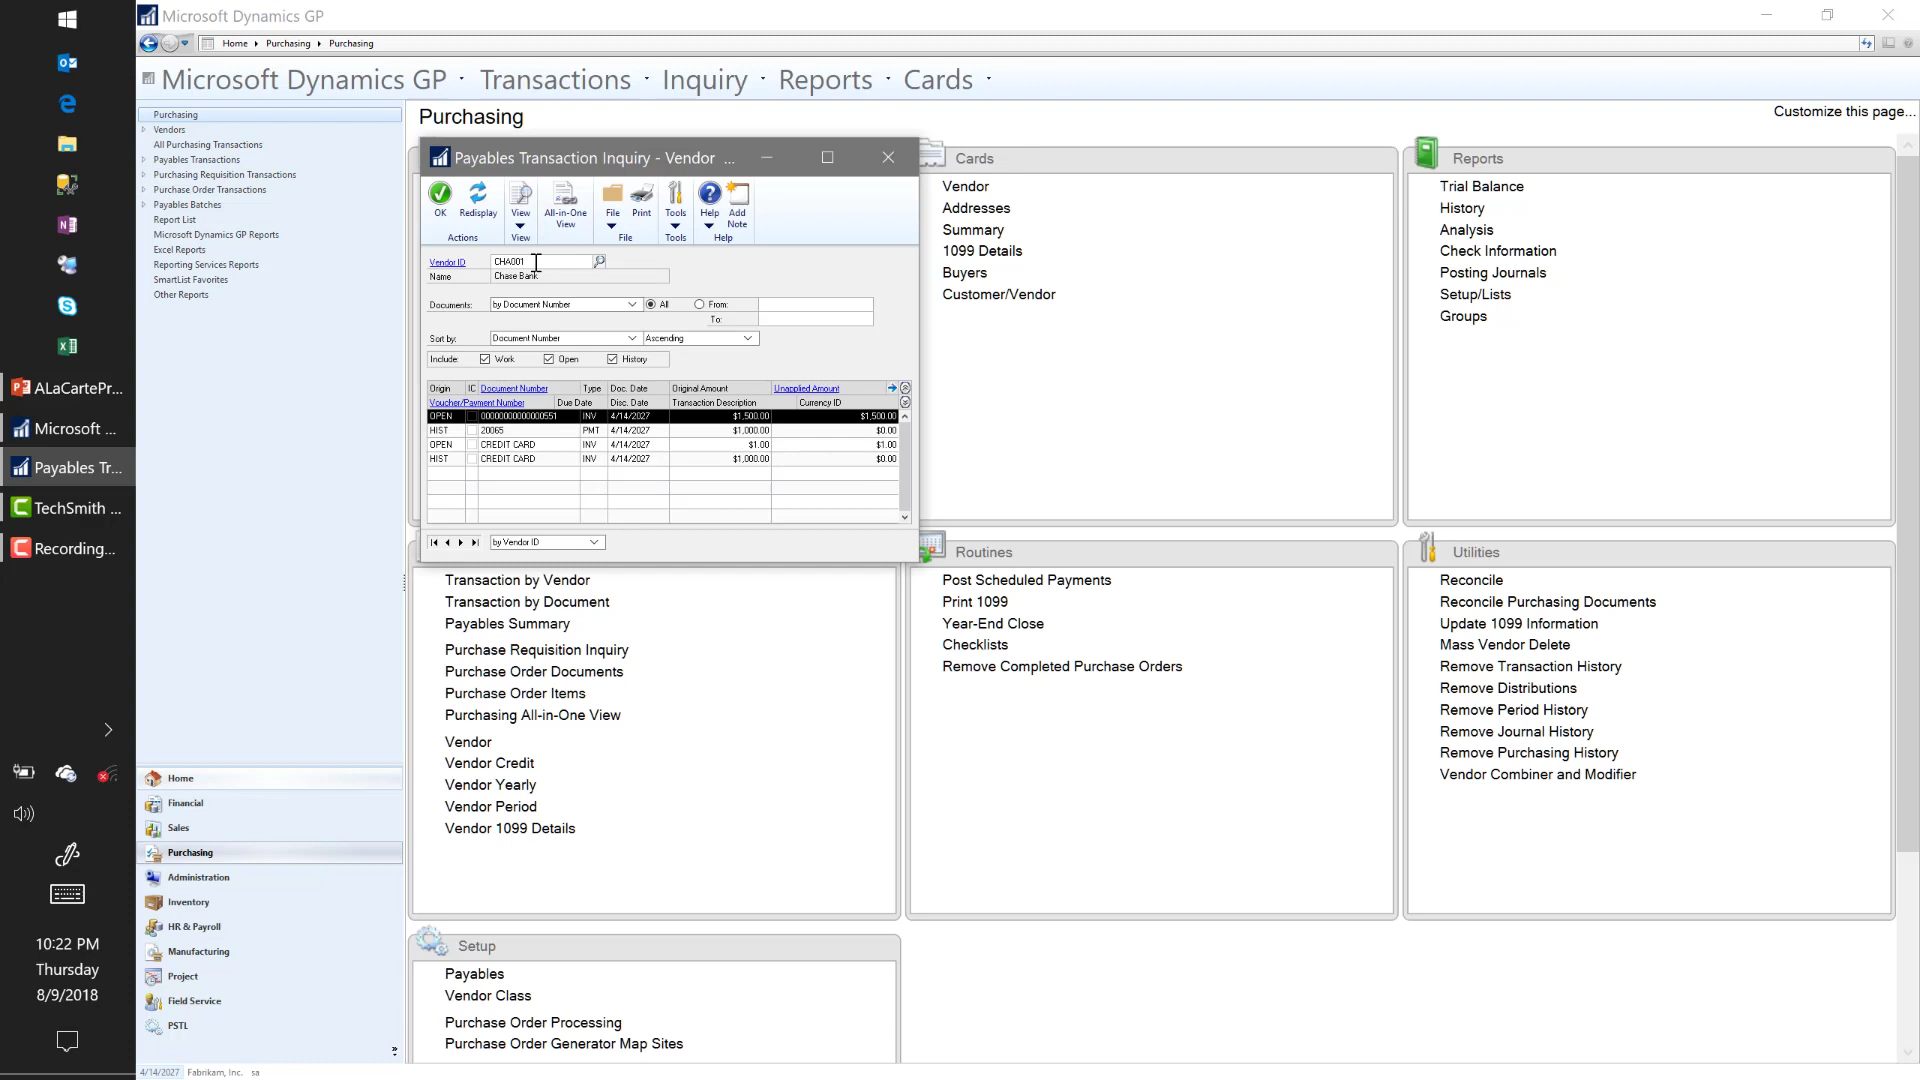 Microsoft Dynamics GP
Home Purchasing Purchasing
Microsoft Dynamics GP Transactions Inquiry Reports Cards
Customize this page...
Purchasing
Vendors
All Purchasing Transactions
Payables Transactions
Purchasing Requisition Transactions
Purchase Order Transactions
Payables Batches
Report List
Microsoft Dynamics GP Reports
Excel Reports
Reporting Services Reports
SmartList Favorites
Other Reports
Home
Financial
Sales
Purchasing
Administration
Inventory
HR & Payroll
Manufacturing
Project
Field Service
PSTL
ALaCartePr...
Microsoft ...
Payables Tr...
TechSmith ...
Recording...
10:22 PM
Thursday
8/9/2018
Purchasing
Payables Transaction Inquiry - Vendor ...
OK Redisplay View All-in-One View File Print Tools Help Add Note
Actions View File Tools Help
Vendor ID CHA001
Name Chase Bank
Documents: by Document Number All From:
To:
Sort by: Document Number Ascending
Include: Work Open History
Origin IC Document Number Type Doc. Date Original Amount Unapplied Amount
Voucher/Payment Number Due Date Disc. Date Transaction Description Currency ID
OPEN 00000000000000551 INV 4/14/2027 $1,500.00 $1,500.00
HIST 20065 PMT 4/14/2027 $1,000.00 $0.00
OPEN CREDIT CARD INV 4/14/2027 $1.00 $1.00
HIST CREDIT CARD INV 4/14/2027 $1,000.00 $0.00
by Vendor ID
Transaction by Vendor
Transaction by Document
Payables Summary
Purchase Requisition Inquiry
Purchase Order Documents
Purchase Order Items
Purchasing All-in-One View
Vendor
Vendor Credit
Vendor Yearly
Vendor Period
Vendor 1099 Details
Setup
Payables
Vendor Class
Purchase Order Processing
Purchase Order Generator Map Sites
Cards
Vendor
Addresses
Summary
1099 Details
Buyers
Customer/Vendor
Routines
Post Scheduled Payments
Print 1099
Year-End Close
Checklists
Remove Completed Purchase Orders
Reports
Trial Balance
History
Analysis
Check Information
Posting Journals
Setup/Lists
Groups
Utilities
Reconcile
Reconcile Purchasing Documents
Update 1099 Information
Mass Vendor Delete
Remove Transaction History
Remove Distributions
Remove Period History
Remove Journal History
Remove Purchasing History
Vendor Combiner and Modifier
4/14/2027 Fabrikam, Inc. sa